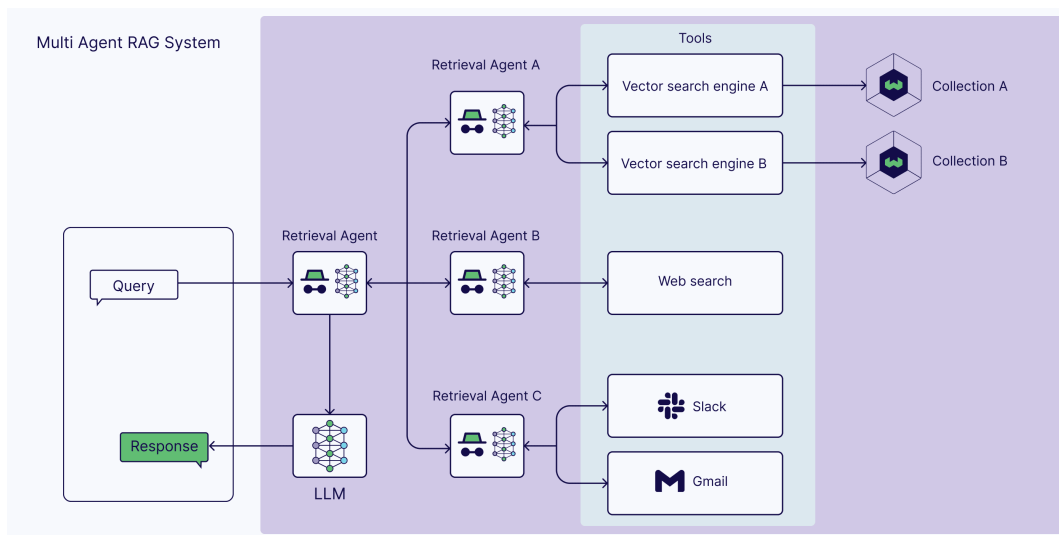 Multi Agent RAG System
Tools
Retrieval Agent A
Vector search engine A
Collection A
Vector search engine B
Collection B
Retrieval Agent
Retrieval Agent B
Query
Web search
Retrieval Agent C
Slack
Response
Gmail
LLM